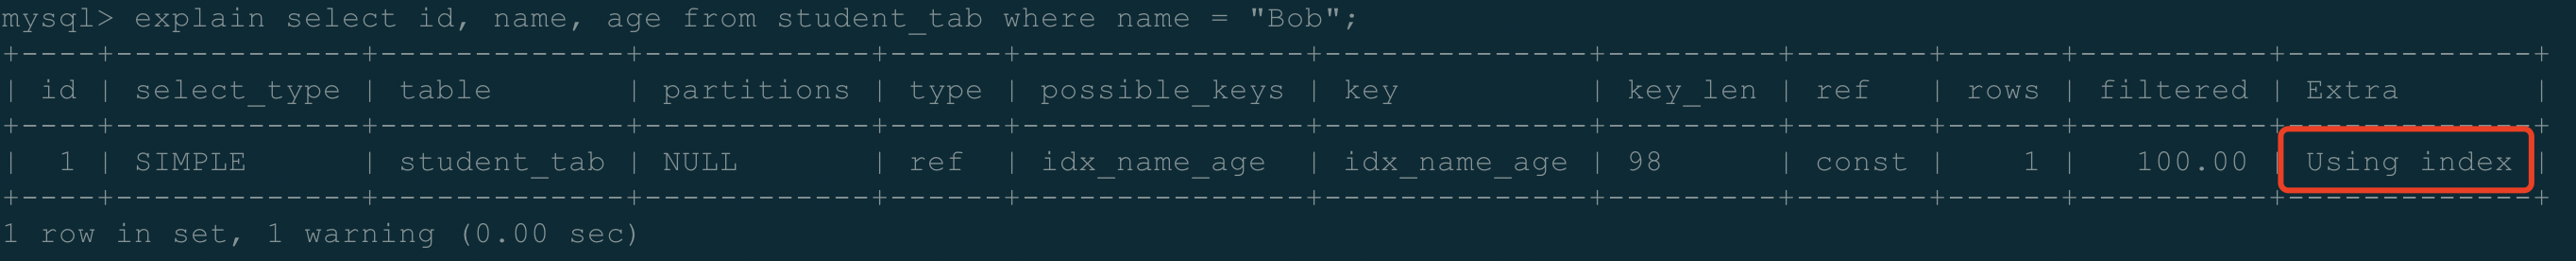 mysql> explain select id, name, age from student_tab where name = "Bob";
+----+-------------+-------------+------------+------+---------------+--------------+---------+-------+------+----------+-------------+
| id | select_type | table       | partitions | type | possible_keys | key          | key_len | ref   | rows | filtered | Extra       |
+----+-------------+-------------+------------+------+---------------+--------------+---------+-------+------+----------+-------------+
|  1 | SIMPLE      | student_tab | NULL       | ref  | idx_name_age  | idx_name_age | 98      | const |    1 |   100.00 | Using index |
+----+-------------+-------------+------------+------+---------------+--------------+---------+-------+------+----------+-------------+
1 row in set, 1 warning (0.00 sec)